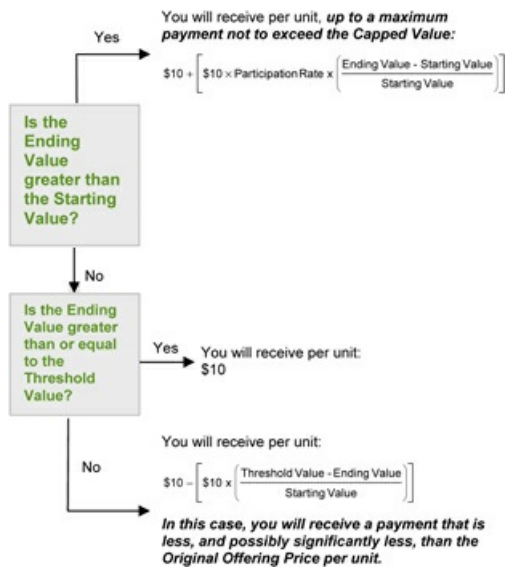 You will receive per unit, up to a maximum
payment not to exceed the Capped Value:
Yes
$10 + [ $10 × Participation Rate x ( Ending Value - Starting Value / Starting Value ) ]
Is the
Ending
Value
greater than
the Starting
Value?
No
Is the Ending
Value greater
than or equal
to the
Threshold
Value?
Yes
You will receive per unit:
$10
You will receive per unit:
No
$10 – [ $10 x ( Threshold Value - Ending Value / Starting Value ) ]
In this case, you will receive a payment that is
less, and possibly significantly less, than the
Original Offering Price per unit.